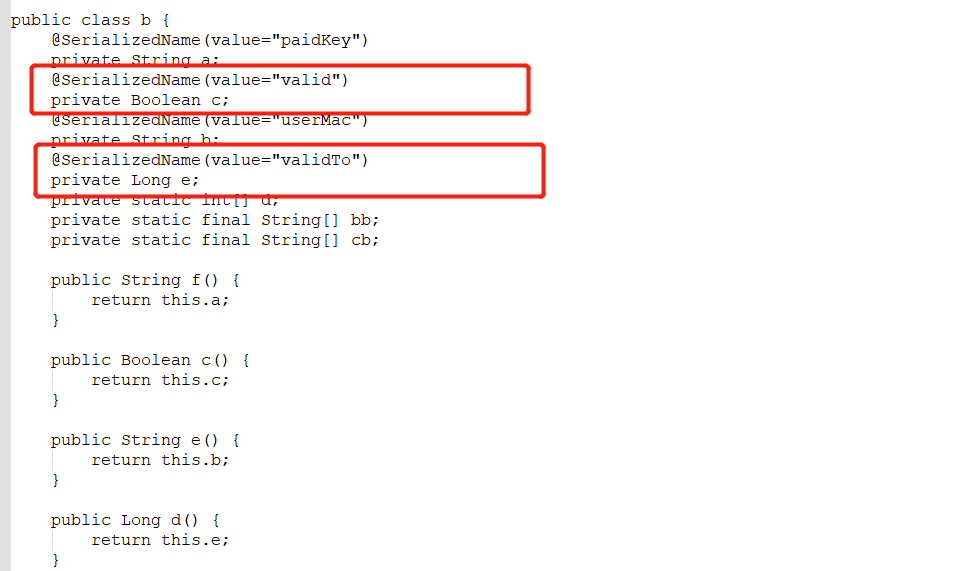 public class b {
    @SerializedName(value="paidKey")
    private String a;
    @SerializedName(value="valid")
    private Boolean c;
    @SerializedName(value="userMac")
    private String b;
    @SerializedName(value="validTo")
    private Long e;
    private static int[] d;
    private static final String[] bb;
    private static final String[] cb;
    public String f() {
        return this.a;
    }
    public Boolean c() {
        return this.c;
    }
    public String e() {
        return this.b;
    }
    public Long d() {
        return this.e;
    }